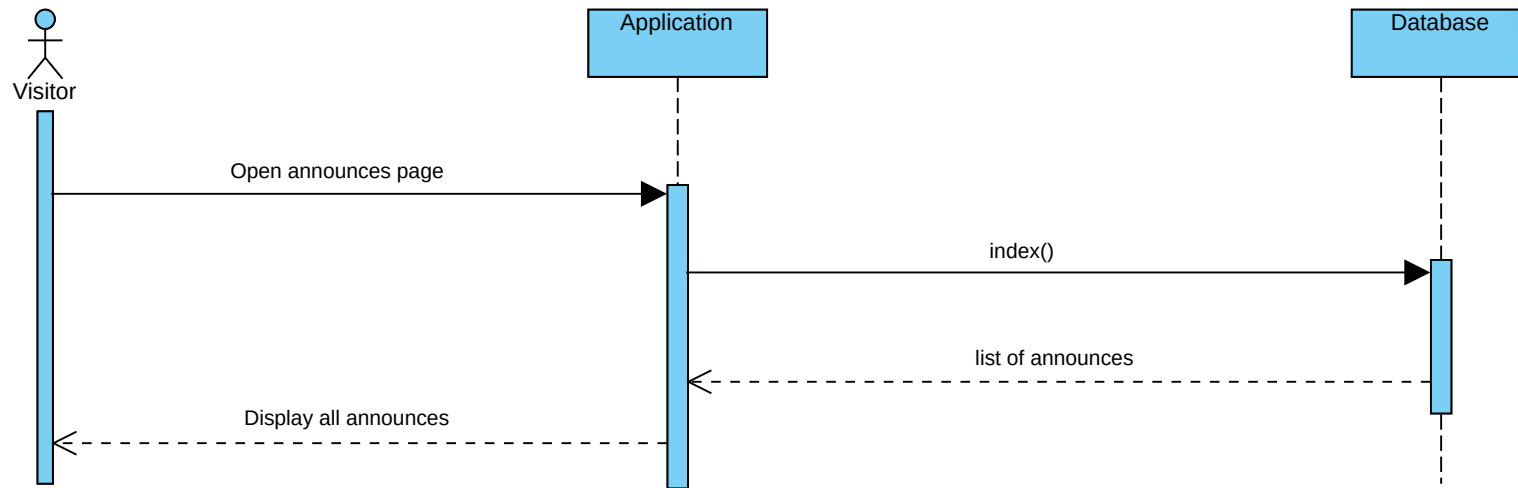 Application
Database
Visitor
Open announces page
index()
list of announces
Display all announces